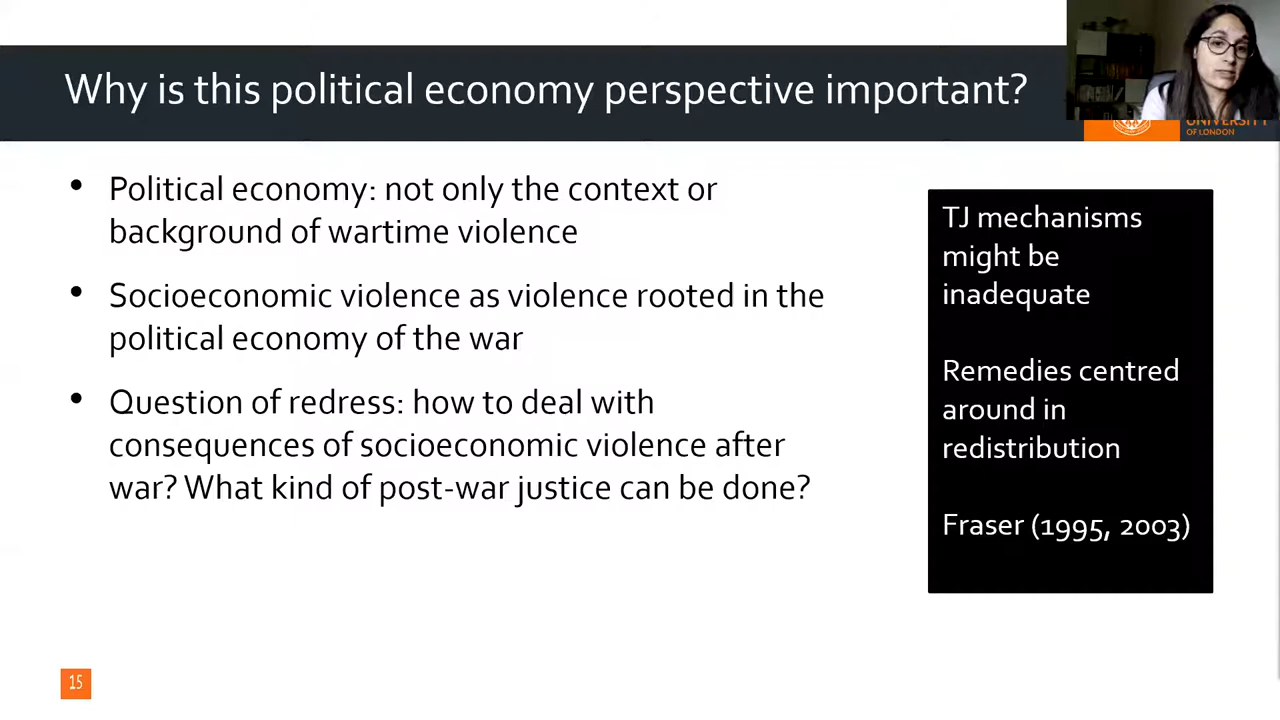 Why is this political economy perspective important?
UNIVERSITY
OF LONDON
• Political economy: not only the context or
background of wartime violence
• Socioeconomic violence as violence rooted in the
political economy of the war
• Question of redress: how to deal with
consequences of socioeconomic violence after
war? What kind of post-war justice can be done?
TJ mechanisms
might be
inadequate
Remedies centred
around in
redistribution
Fraser (1995, 2003)
15